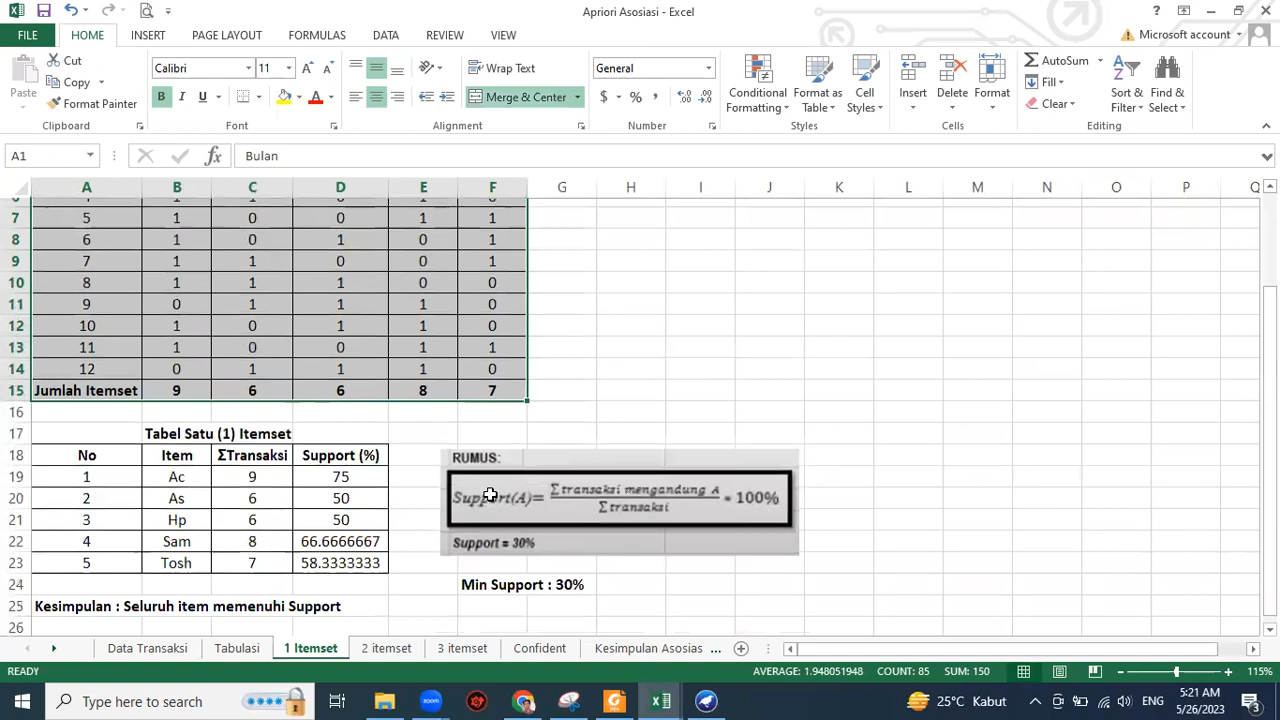 Apriori Asosiasi - Excel
FILE HOME INSERT PAGE LAYOUT FORMULAS DATA REVIEW VIEW Microsoft account
Paste Cut Calibri 11 Wrap Text General Conditional Formatting Format as Table Cell Styles Insert Delete Format AutoSum Sort & Filter Find & Select
Copy Fill
Format Painter B I U A Merge & Center $ % , Clear
Clipboard Font Alignment Number Styles Cells Editing
A1 fx Bulan
A B C D E F G H I J K L M N O P Q
7 5 1 0 0 1 1
8 6 1 0 1 0 1
9 7 1 1 0 0 1
10 8 1 1 1 0 0
11 9 0 1 1 1 0
12 10 1 0 1 1 0
13 11 1 0 0 1 1
14 12 0 1 1 1 0
15 Jumlah Itemset 9 6 6 8 7
16
17 Tabel Satu (1) Itemset
18 No Item ΣTransaksi Support (%) RUMUS:
19 1 Ac 9 75
20 2 As 6 50 Support(A)= Σtransaksi mengandung A / Σtransaksi * 100%
21 3 Hp 6 50
22 4 Sam 8 66.6666667 Support = 30%
23 5 Tosh 7 58.3333333
24 Min Support : 30%
25 Kesimpulan : Seluruh item memenuhi Support
26
Data Transaksi Tabulasi 1 Itemset 2 itemset 3 itemset Confident Kesimpulan Asosias ...
READY AVERAGE: 1.948051948 COUNT: 85 SUM: 150 115%
Type here to search 25°C Kabut ENG 5:21 AM
5/26/2023 3